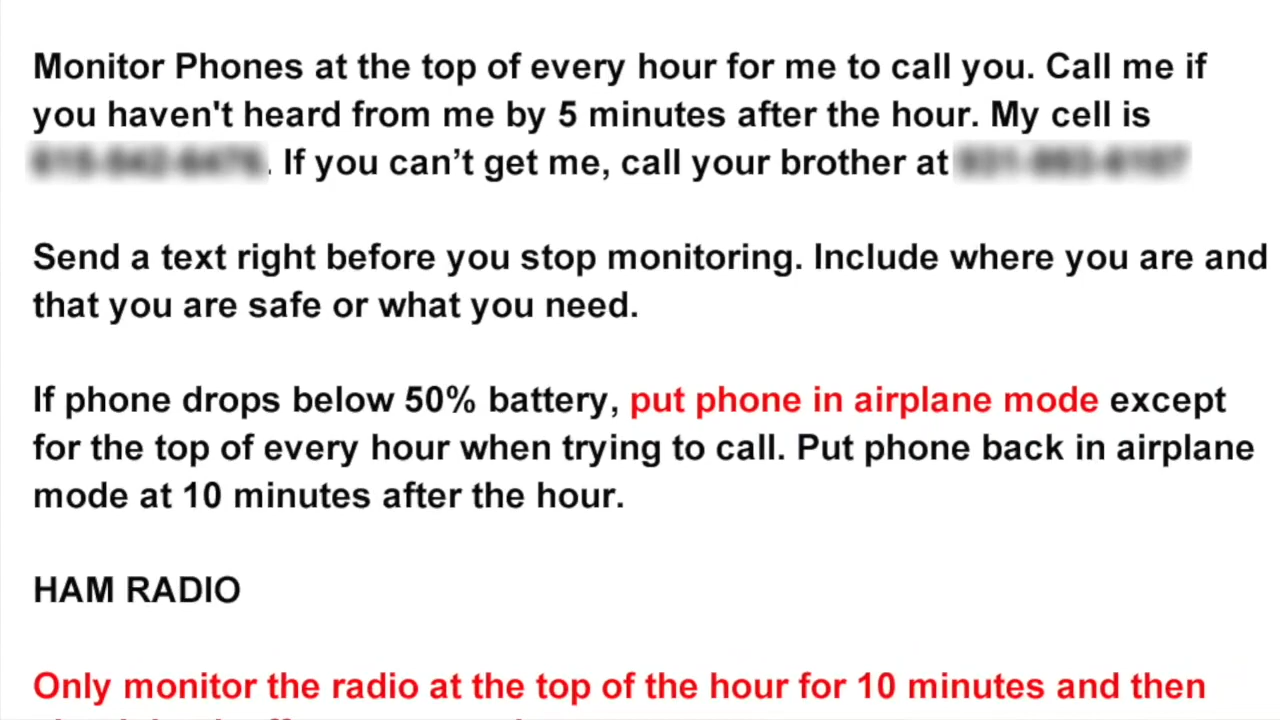 Monitor Phones at the top of every hour for me to call you. Call me if
you haven't heard from me by 5 minutes after the hour. My cell is
. If you can’t get me, call your brother at
Send a text right before you stop monitoring. Include where you are and
that you are safe or what you need.
If phone drops below 50% battery, put phone in airplane mode except
for the top of every hour when trying to call. Put phone back in airplane
mode at 10 minutes after the hour.
HAM RADIO
Only monitor the radio at the top of the hour for 10 minutes and then